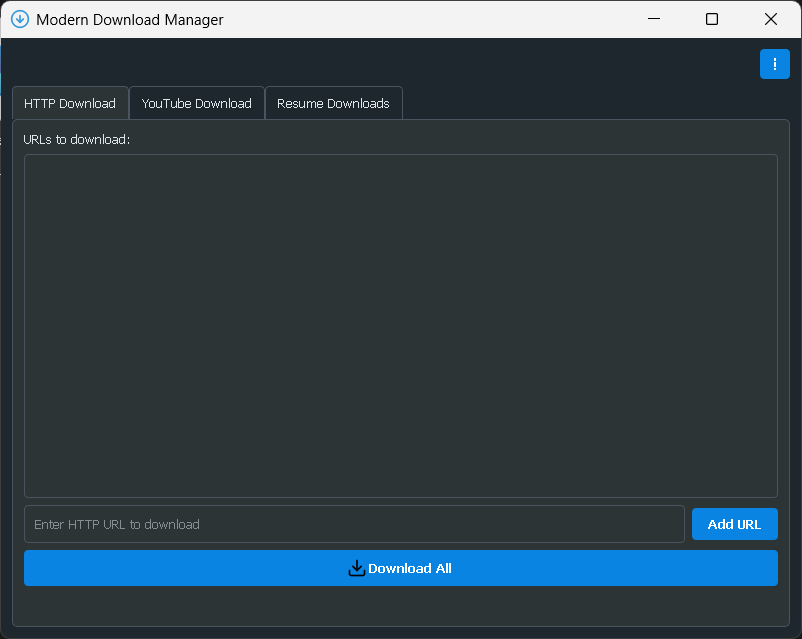 Modern Download Manager
HTTP Download
YouTube Download
Resume Downloads
URLs to download:
Enter HTTP URL to download
Add URL
Download All